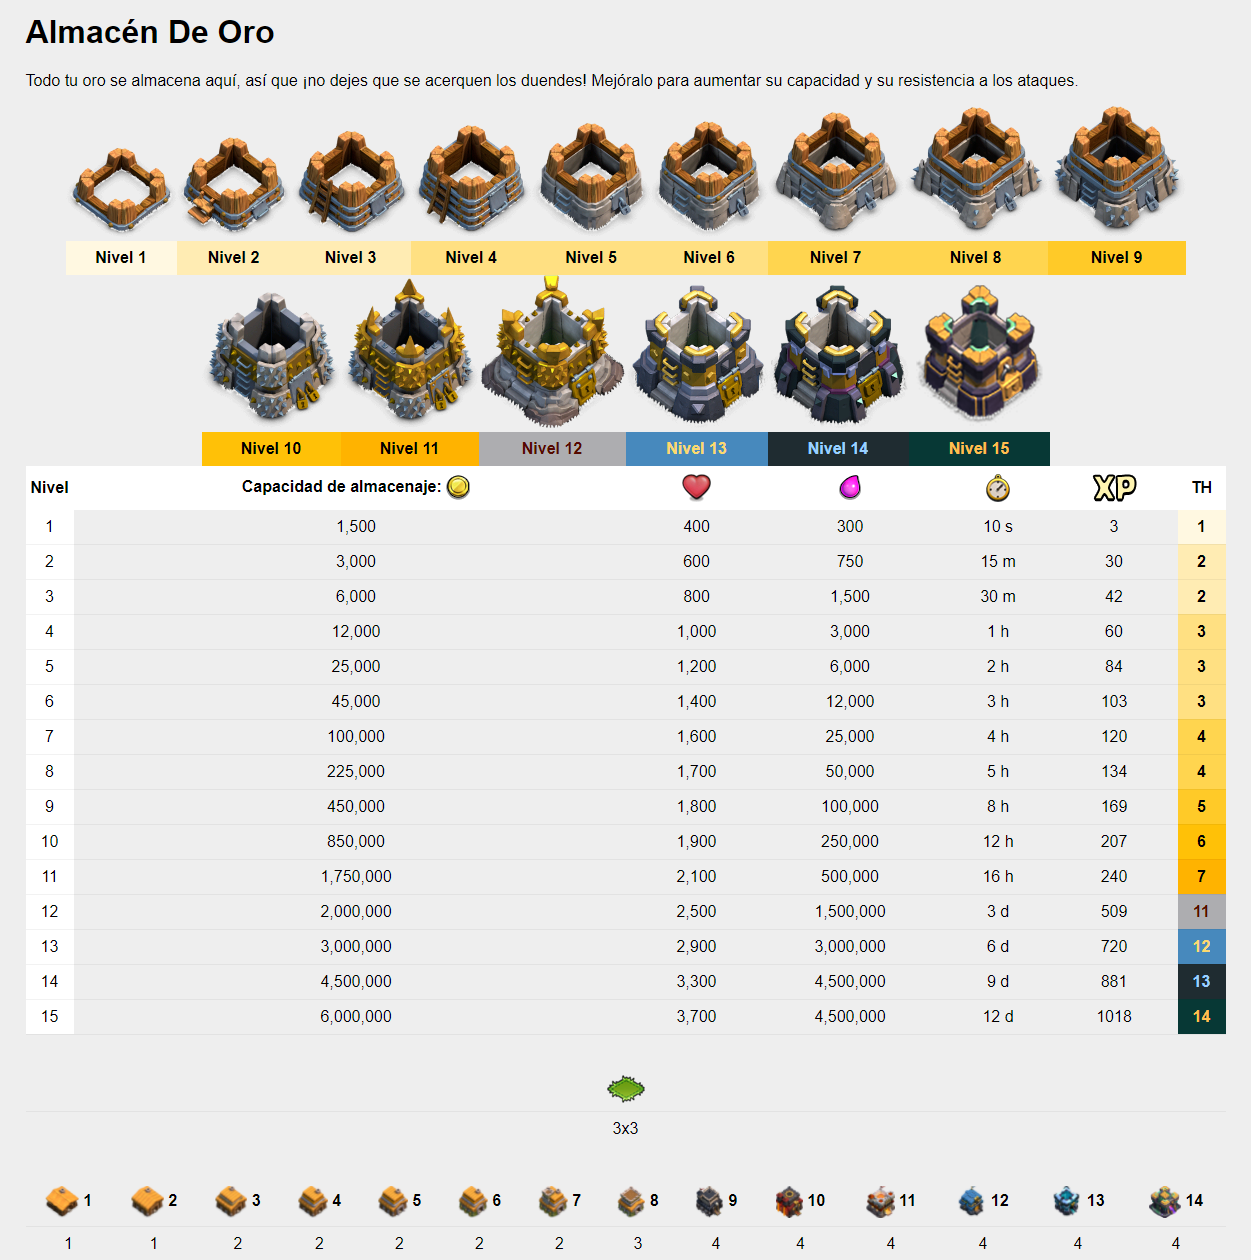 Almacén De Oro
Todo tu oro se almacena aquí, así que ¡no dejes que se acerquen los duendes! Mejóralo para aumentar su capacidad y su resistencia a los ataques.
Nivel 1 Nivel 2 Nivel 3 Nivel 4 Nivel 5 Nivel 6 Nivel 7 Nivel 8 Nivel 9
Nivel 10 Nivel 11 Nivel 12 Nivel 13 Nivel 14 Nivel 15
Nivel Capacidad de almacenaje: XP TH
1 1,500 400 300 10 s 3 1
2 3,000 600 750 15 m 30 2
3 6,000 800 1,500 30 m 42 2
4 12,000 1,000 3,000 1 h 60 3
5 25,000 1,200 6,000 2 h 84 3
6 45,000 1,400 12,000 3 h 103 3
7 100,000 1,600 25,000 4 h 120 4
8 225,000 1,700 50,000 5 h 134 4
9 450,000 1,800 100,000 8 h 169 5
10 850,000 1,900 250,000 12 h 207 6
11 1,750,000 2,100 500,000 16 h 240 7
12 2,000,000 2,500 1,500,000 3 d 509 11
13 3,000,000 2,900 3,000,000 6 d 720 12
14 4,500,000 3,300 4,500,000 9 d 881 13
15 6,000,000 3,700 4,500,000 12 d 1018 14
3x3
1 2 3 4 5 6 7 8 9 10 11 12 13 14
1 1 2 2 2 2 2 3 4 4 4 4 4 4